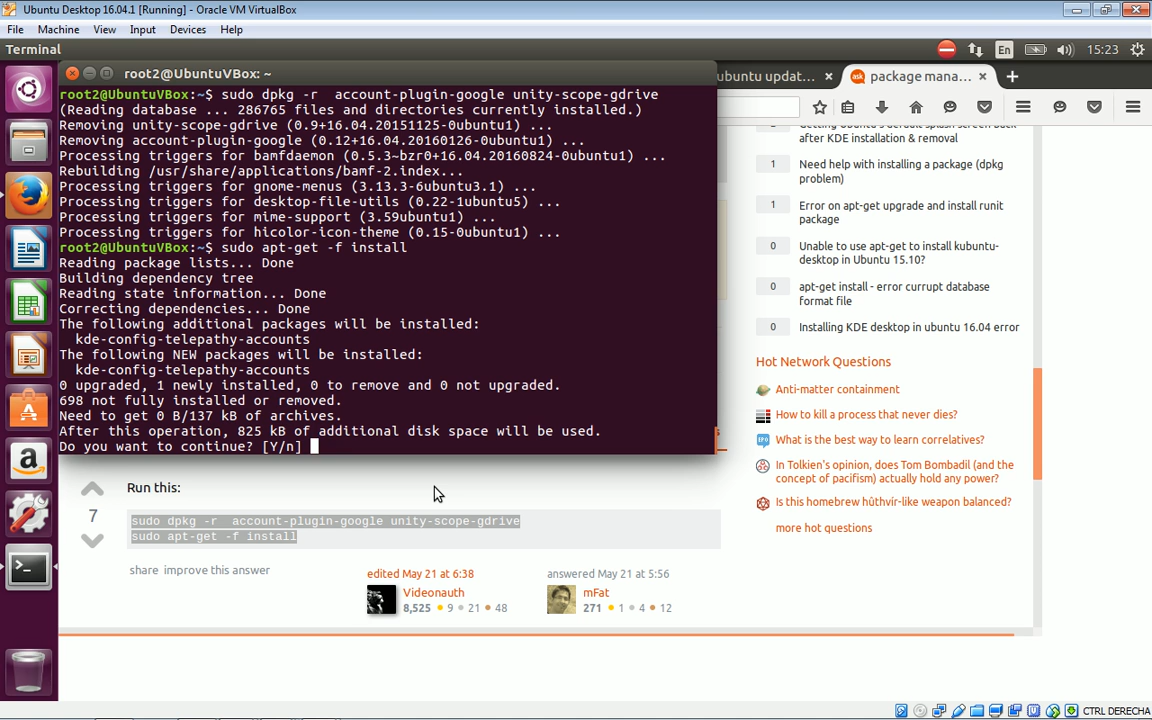 Ubuntu Desktop 16.04.1 [Running] - Oracle VM VirtualBox
File Machine View Input Devices Help
Terminal
En
15:23
root2@UbuntuVBox: ~
ubuntu updat...
ask package mana...
root2@UbuntuVBox:~$ sudo dpkg -r  account-plugin-google unity-scope-gdrive
(Reading database ... 286765 files and directories currently installed.)
Removing unity-scope-gdrive (0.9+16.04.20151125-0ubuntu1) ...
Removing account-plugin-google (0.12+16.04.20160126-0ubuntu1) ...
Processing triggers for bamfdaemon (0.5.3~bzr0+16.04.20160824-0ubuntu1) ...
Rebuilding /usr/share/applications/bamf-2.index...
Processing triggers for gnome-menus (3.13.3-6ubuntu3.1) ...
Processing triggers for desktop-file-utils (0.22-1ubuntu5) ...
Processing triggers for mime-support (3.59ubuntu1) ...
Processing triggers for hicolor-icon-theme (0.15-0ubuntu1) ...
root2@UbuntuVBox:~$ sudo apt-get -f install
Reading package lists... Done
Building dependency tree
Reading state information... Done
Correcting dependencies... Done
The following additional packages will be installed:
  kde-config-telepathy-accounts
The following NEW packages will be installed:
  kde-config-telepathy-accounts
0 upgraded, 1 newly installed, 0 to remove and 0 not upgraded.
698 not fully installed or removed.
Need to get 0 B/137 kB of archives.
After this operation, 825 kB of additional disk space will be used.
Do you want to continue? [Y/n]
Getting Ubuntu's default splash screen back
after KDE installation & removal
1 Need help with installing a package (dpkg
problem)
1 Error on apt-get upgrade and install runit
package
0 Unable to use apt-get to install kubuntu-
desktop in Ubuntu 15.10?
0 apt-get install - error currupt database
format file
0 Installing KDE desktop in ubuntu 16.04 error
Hot Network Questions
Anti-matter containment
How to kill a process that never dies?
What is the best way to learn correlatives?
In Tolkien's opinion, does Tom Bombadil (and the
concept of pacifism) actually hold any power?
Is this homebrew hûthvír-like weapon balanced?
more hot questions
Run this:
7
sudo dpkg -r  account-plugin-google unity-scope-gdrive
sudo apt-get -f install
share improve this answer
edited May 21 at 6:38
Videonauth
8,525 9 21 48
answered May 21 at 5:56
mFat
271 1 4 12
CTRL DERECHA